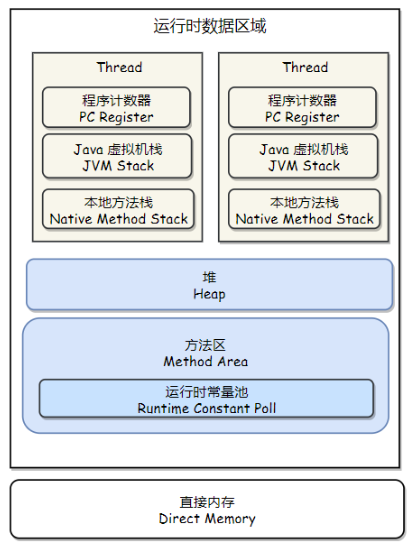 运行时数据区域
Thread
程序计数器
PC Register
Java 虚拟机栈
JVM Stack
本地方法栈
Native Method Stack
Thread
程序计数器
PC Register
Java 虚拟机栈
JVM Stack
本地方法栈
Native Method Stack
堆
Heap
方法区
Method Area
运行时常量池
Runtime Constant Poll
直接内存
Direct Memory